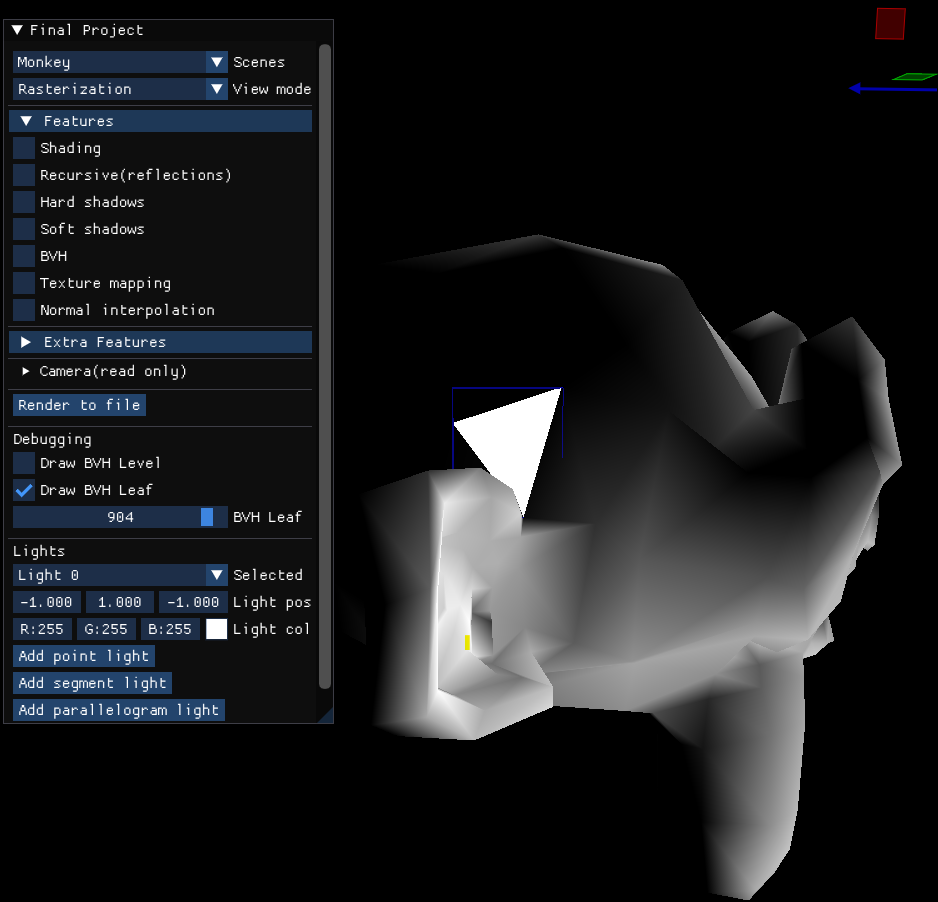 Final Project
Monkey Scenes
Rasterization View mode
Features
Shading
Recursive(reflections)
Hard shadows
Soft shadows
BVH
Texture mapping
Normal interpolation
Extra Features
Camera(read only)
Render to file
Debugging
Draw BVH Level
Draw BVH Leaf
904 BVH Leaf
Lights
Light 0 Selected
-1.000 1.000 -1.000 Light pos
R:255 G:255 B:255 Light col
Add point light
Add segment light
Add parallelogram light